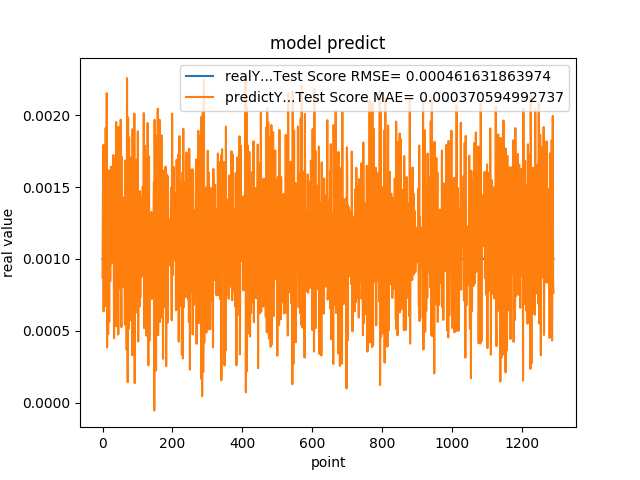 model predict
realY...Test Score RMSE= 0.000461631863974
predictY...Test Score MAE= 0.000370594992737
0.0020
0.0015
0.0010
0.0005
0.0000
real value
0 200 400 600 800 1000 1200
point